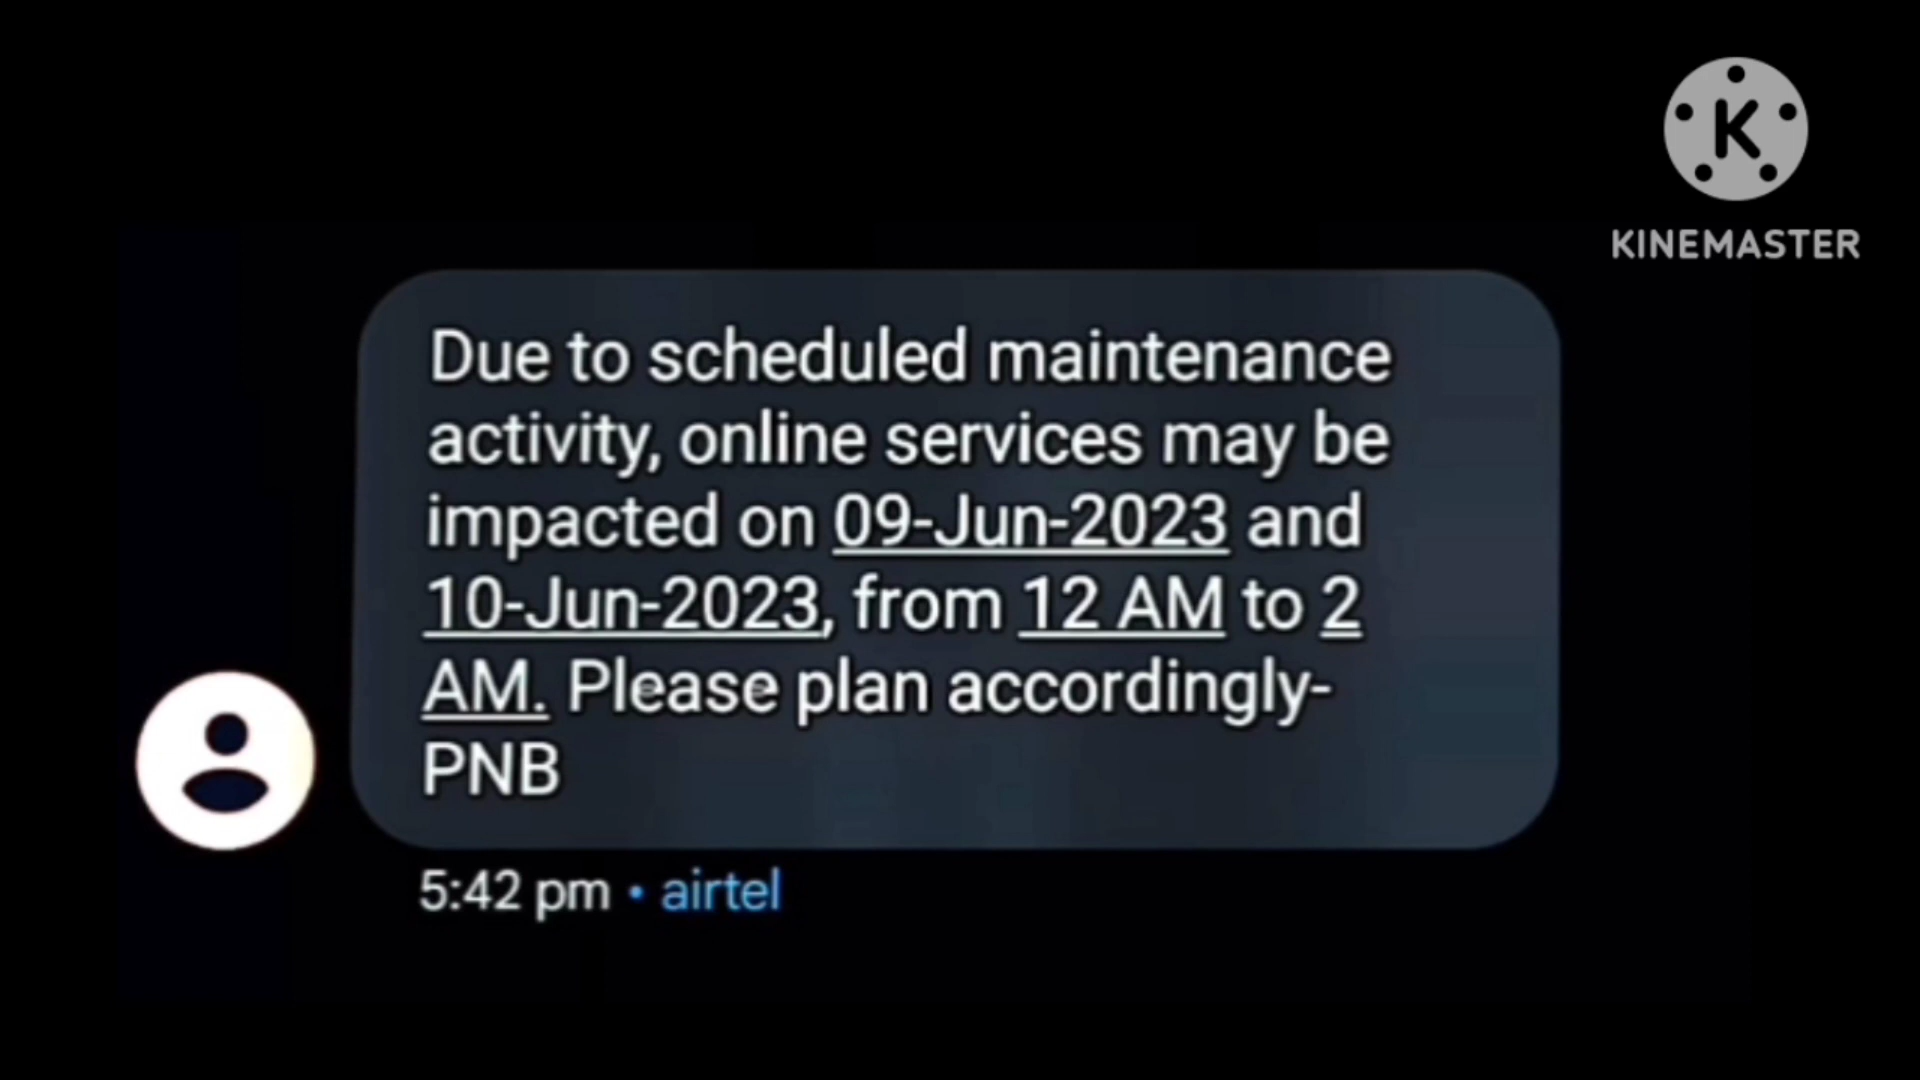 K
KINEMASTER
Due to scheduled maintenance
activity, online services may be
impacted on 09-Jun-2023 and
10-Jun-2023, from 12 AM to 2
AM. Please plan accordingly-
PNB
5:42 pm • airtel